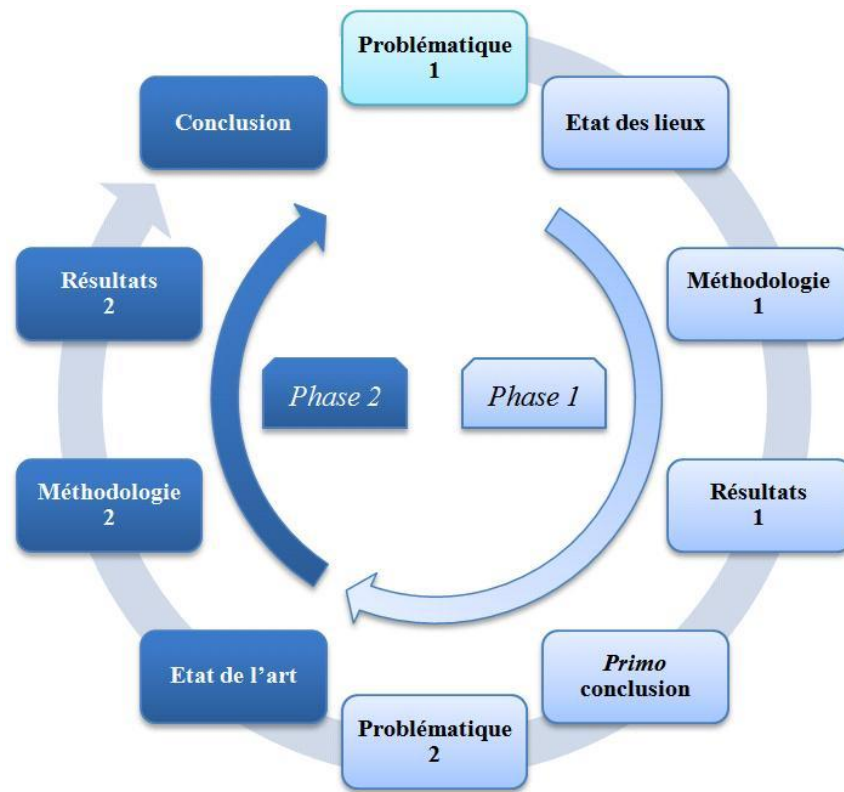 Problématique
1
Etat des lieux
Méthodologie
1
Résultats
1
Primo
conclusion
Problématique
2
Etat de l’art
Méthodologie
2
Résultats
2
Conclusion
Phase 2
Phase 1